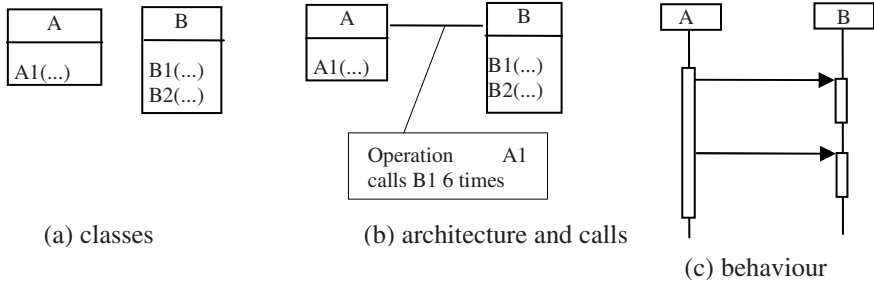 A
A1(...)
B
B1(...)
B2(...)
(a) classes
A
A1(...)
B
B1(...)
B2(...)
Operation A1
calls B1 6 times
(b) architecture and calls
A
B
(c) behaviour